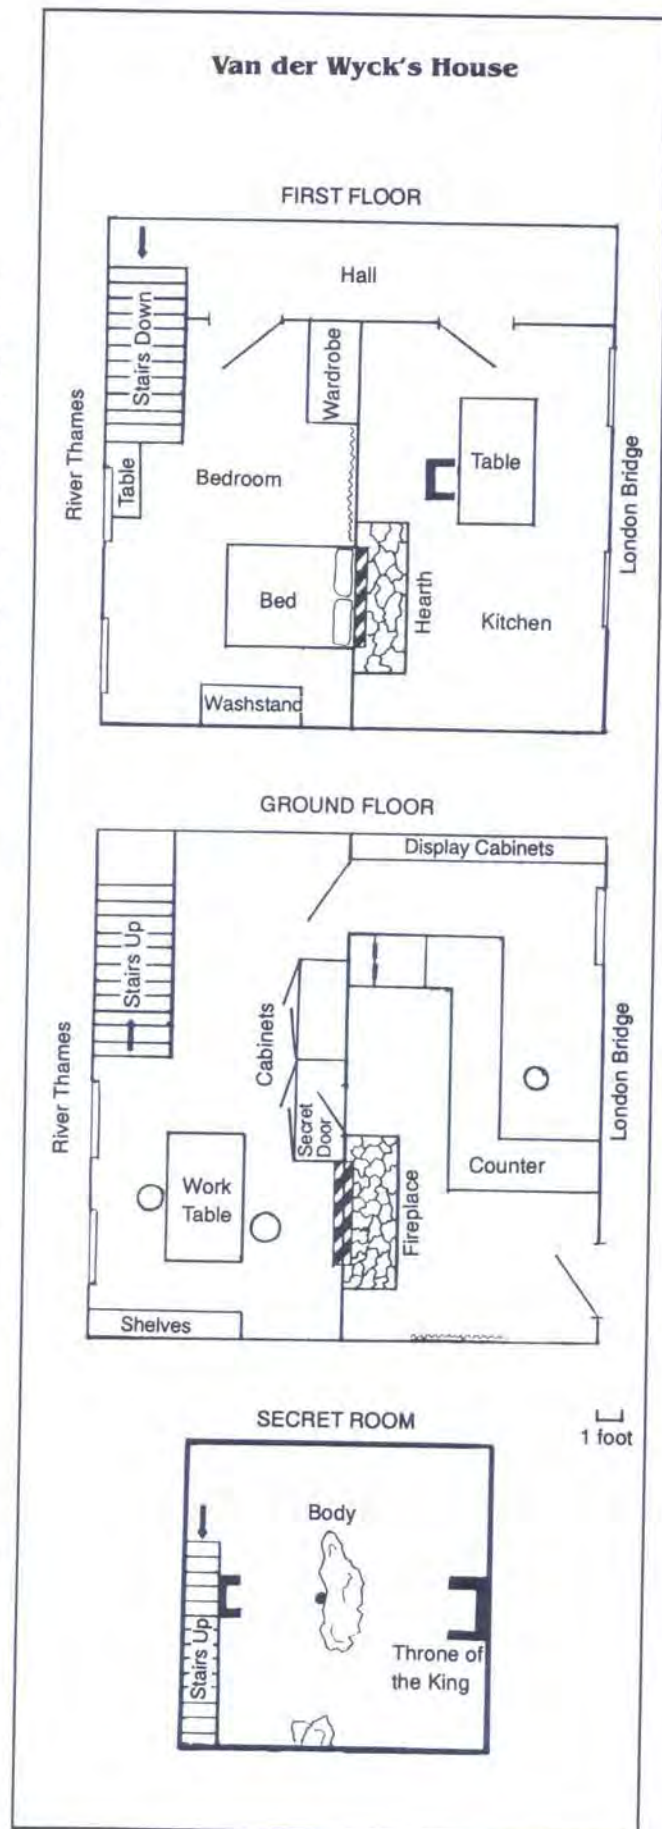 Van der Wyck's House
FIRST FLOOR
Hall
Stairs Down
Wardrobe
River Thames
Table
Bedroom
Table
London Bridge
Bed
Hearth
Kitchen
Washstand
GROUND FLOOR
Display Cabinets
Stairs Up
Cabinets
River Thames
London Bridge
Secret
Door
Work
Table
Fireplace
Counter
Shelves
SECRET ROOM
1 foot
Body
Stairs Up
Throne of
the King